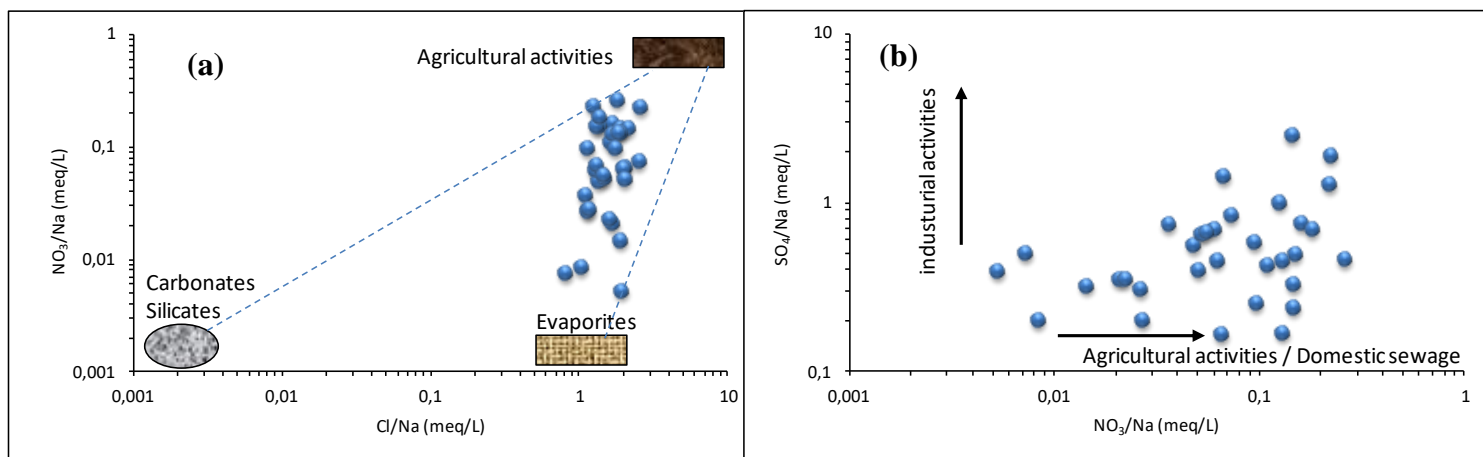 (a)
1
0,1
0,01
0,001
NO₃/Na (meq/L)
0,001
0,01
0,1
1
10
Cl/Na (meq/L)
Agricultural activities
Carbonates
Silicates
Evaporites
(b)
10
1
0,1
SO₄/Na (meq/L)
0,001
0,01
0,1
1
NO₃/Na (meq/L)
industurial activities
Agricultural activities / Domestic sewage